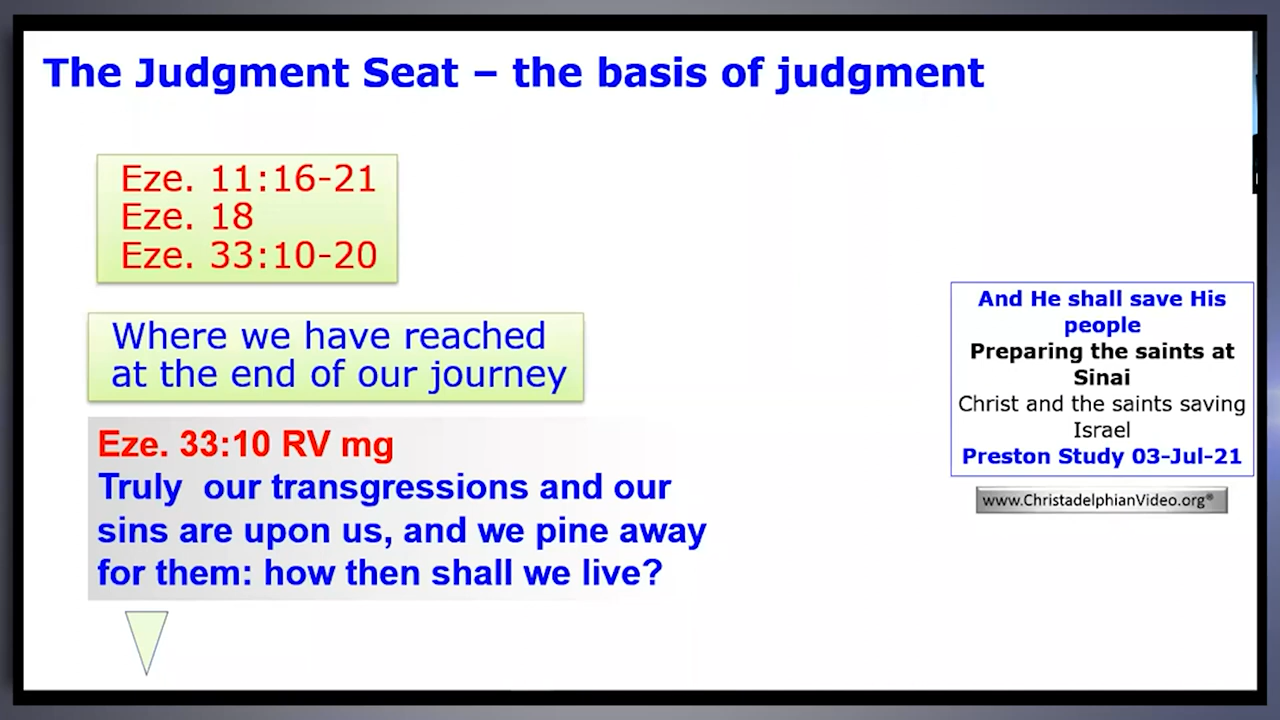 The Judgment Seat – the basis of judgment
Eze. 11:16-21
Eze. 18
Eze. 33:10-20
Where we have reached
at the end of our journey
Eze. 33:10 RV mg
Truly our transgressions and our
sins are upon us, and we pine away
for them: how then shall we live?
And He shall save His
people
Preparing the saints at
Sinai
Christ and the saints saving
Israel
Preston Study 03-Jul-21
www.ChristadelphianVideo.org®